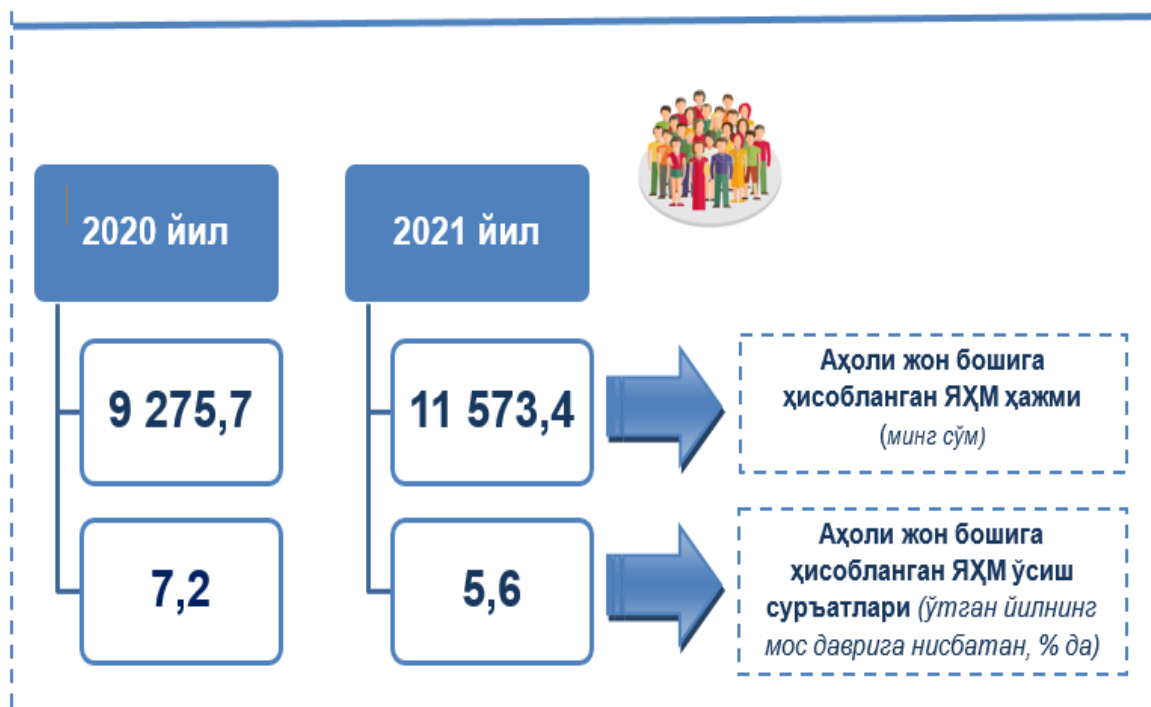 2020 йил
2021 йил
9 275,7
11 573,4
Аҳоли жон бошига
ҳисобланган ЯҲМ ҳажми
(минг сўм)
7,2
5,6
Аҳоли жон бошига
ҳисобланган ЯҲМ ўсиш
суръатлари (ўтган йилнинг
мос даврига нисбатан, % да)